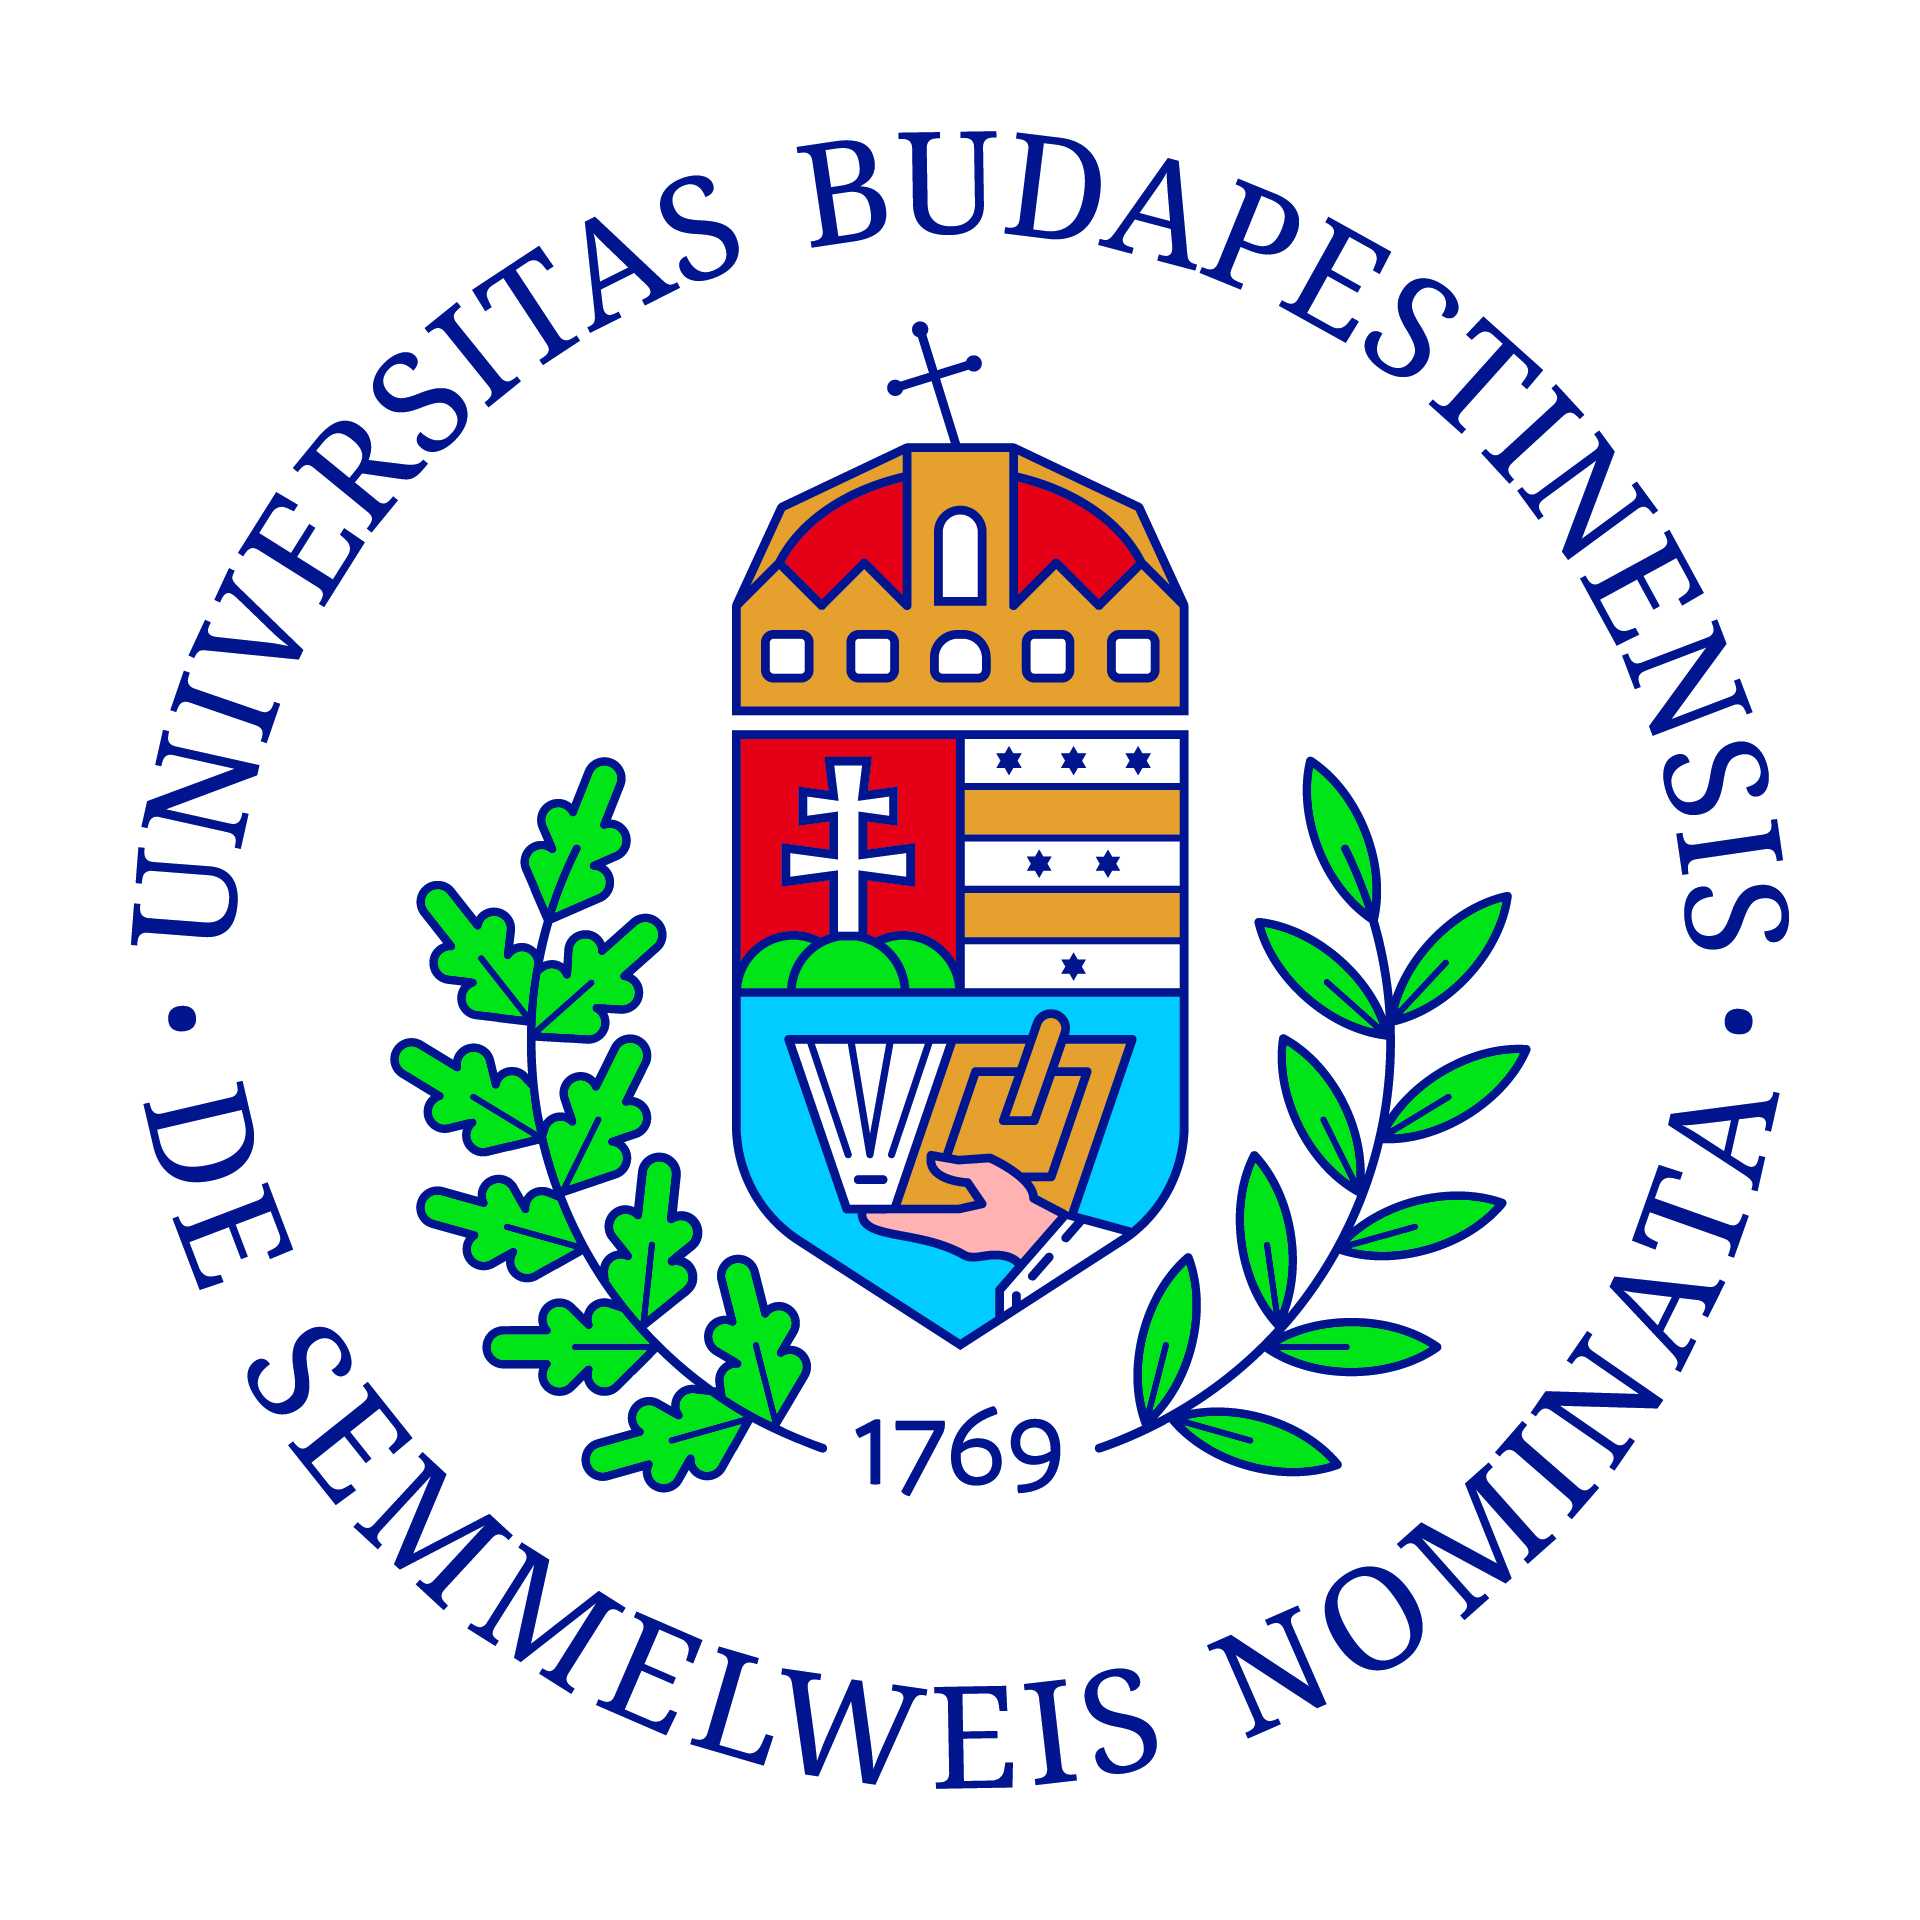 UNIVERSITAS BUDAPESTINENSIS
· DE SEMMELWEIS NOMINATA ·
1769